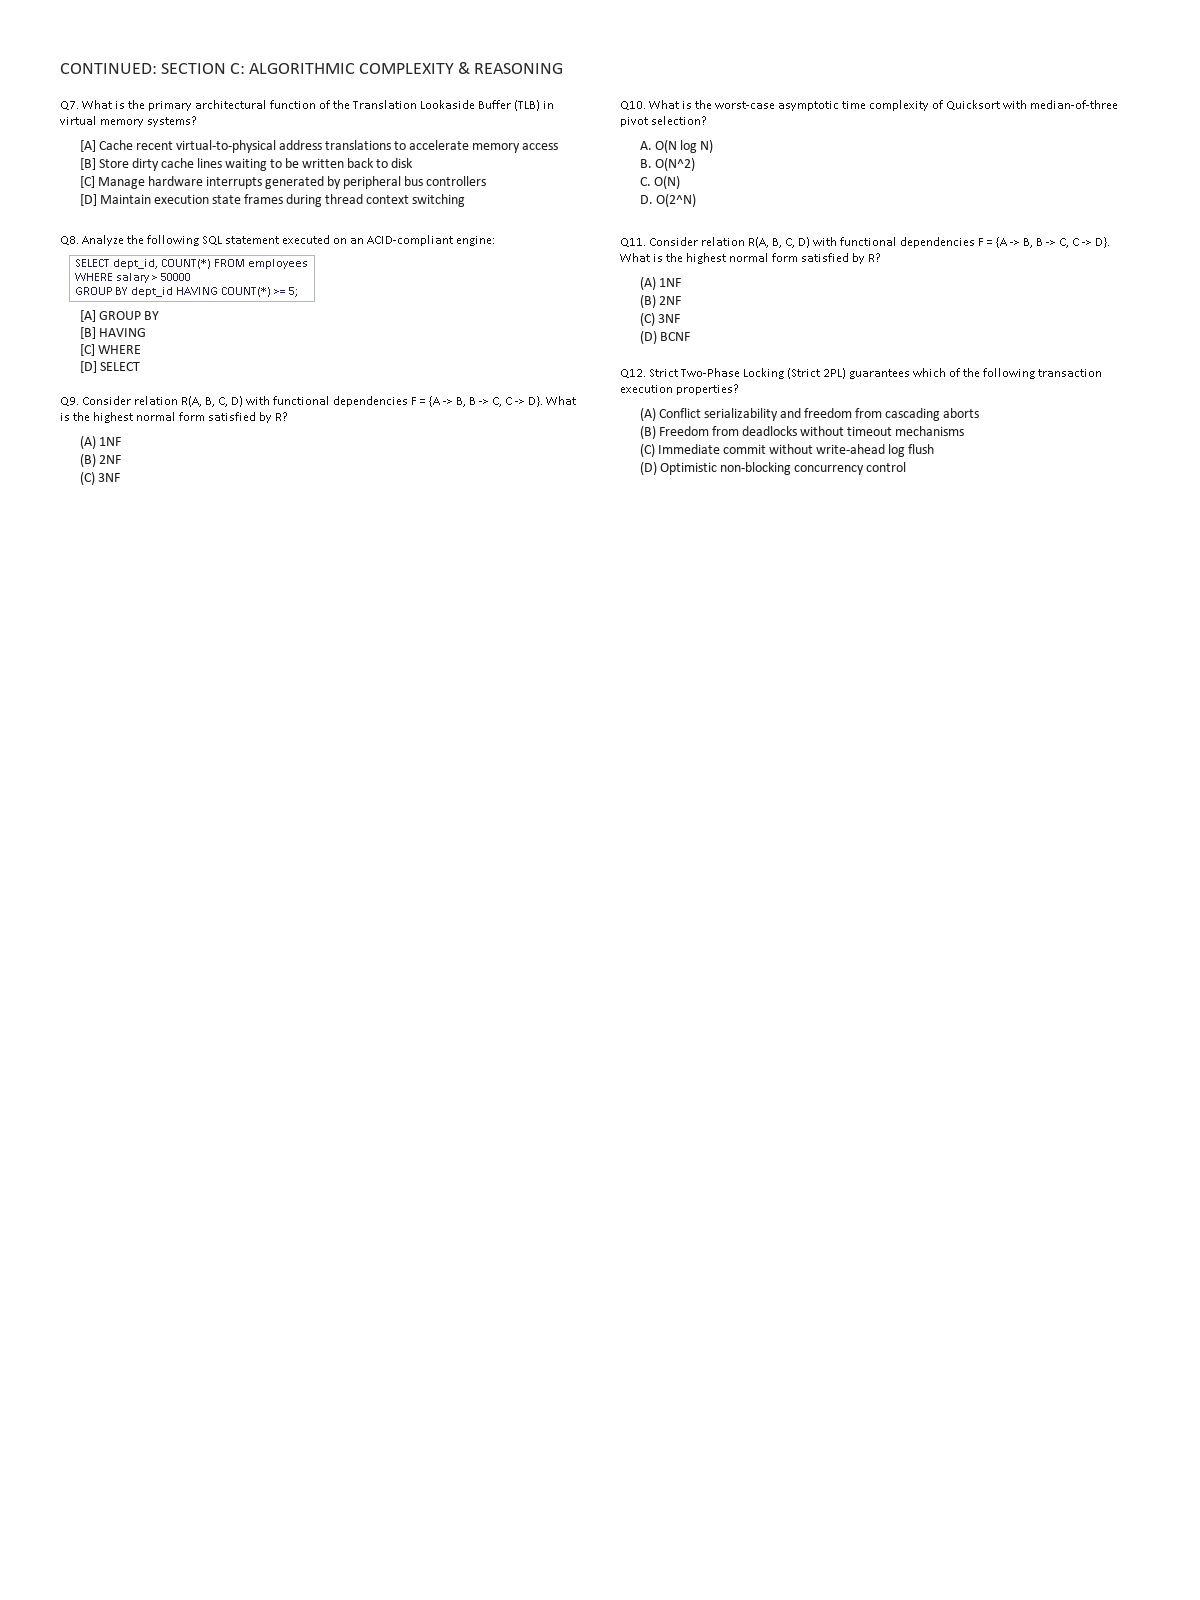 CONTINUED: SECTION C: ALGORITHMIC COMPLEXITY & REASONING
Q7. What is the primary architectural function of the Translation Lookaside Buffer (TLB) in
virtual memory systems?
[A] Cache recent virtual-to-physical address translations to accelerate memory access
[B] Store dirty cache lines waiting to be written back to disk
[C] Manage hardware interrupts generated by peripheral bus controllers
[D] Maintain execution state frames during thread context switching
Q8. Analyze the following SQL statement executed on an ACID-compliant engine:
SELECT dept_id, COUNT(*) FROM employees
WHERE salary > 50000
GROUP BY dept_id HAVING COUNT(*) >= 5;
[A] GROUP BY
[B] HAVING
[C] WHERE
[D] SELECT
Q9. Consider relation R(A, B, C, D) with functional dependencies F = {A -> B, B -> C, C -> D}. What
is the highest normal form satisfied by R?
(A) 1NF
(B) 2NF
(C) 3NF
Q10. What is the worst-case asymptotic time complexity of Quicksort with median-of-three
pivot selection?
A. O(N log N)
B. O(N^2)
C. O(N)
D. O(2^N)
Q11. Consider relation R(A, B, C, D) with functional dependencies F = {A -> B, B -> C, C -> D}.
What is the highest normal form satisfied by R?
(A) 1NF
(B) 2NF
(C) 3NF
(D) BCNF
Q12. Strict Two-Phase Locking (Strict 2PL) guarantees which of the following transaction
execution properties?
(A) Conflict serializability and freedom from cascading aborts
(B) Freedom from deadlocks without timeout mechanisms
(C) Immediate commit without write-ahead log flush
(D) Optimistic non-blocking concurrency control